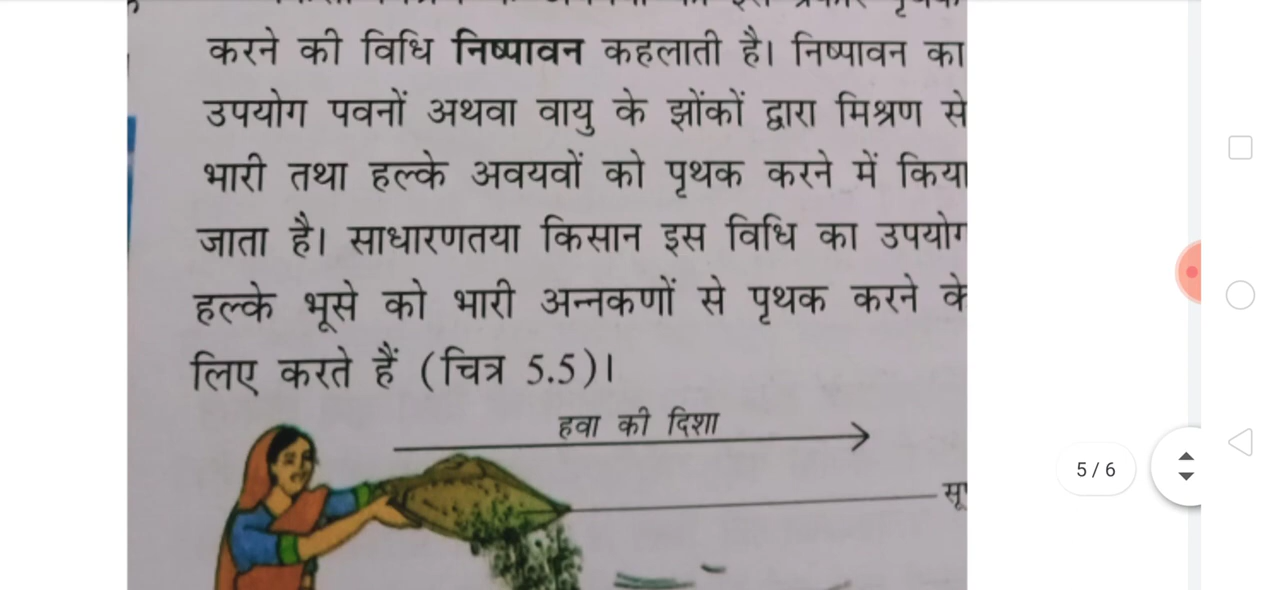 करने की विधि निष्पावन कहलाती है। निष्पावन का
उपयोग पवनों अथवा वायु के झोंकों द्वारा मिश्रण से
भारी तथा हल्के अवयवों को पृथक करने में किया
जाता है। साधारणतया किसान इस विधि का उपयोग
हल्के भूसे को भारी अन्नकणों से पृथक करने के
लिए करते हैं (चित्र 5.5)।
हवा की दिशा
5 / 6